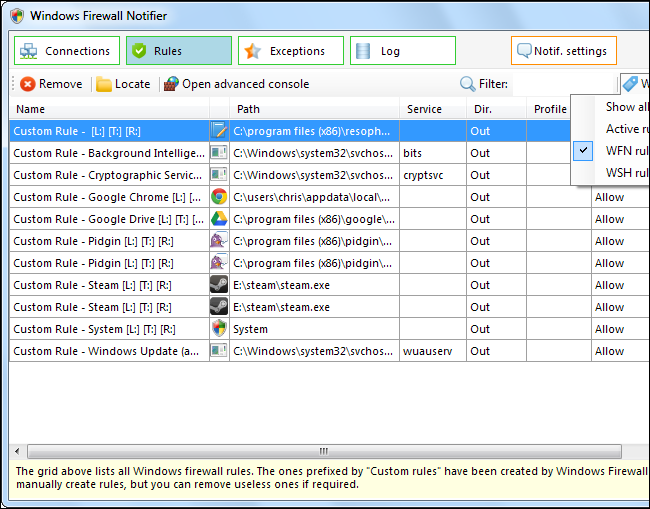 Windows Firewall Notifier
Connections Rules Exceptions Log Notif. settings
Remove Locate Open advanced console Filter:
Show all
Active
WFN
WSH
Name Path Service Dir. Profile
Custom Rule - [L:] [T:] [R:] C:\program files (x86)\resoph... Out
Custom Rule - Background Intellige... C:\Windows\system32\svchos... bits Out
Custom Rule - Cryptographic Servic... C:\Windows\system32\svchos... cryptsvc Out
Custom Rule - Google Chrome [L:] [... C:\users\chris\appdata\local\... Out Allow
Custom Rule - Google Drive [L:] [T:... C:\program files (x86)\google\... Out Allow
Custom Rule - Pidgin [L:] [T:] [R:] C:\program files (x86)\pidgin\... Out Allow
Custom Rule - Pidgin [L:] [T:] [R:] C:\program files (x86)\pidgin\... Out Allow
Custom Rule - Steam [L:] [T:] [R:] E:\steam\steam.exe Out Allow
Custom Rule - Steam [L:] [T:] [R:] E:\steam\steam.exe Out Allow
Custom Rule - System [L:] [T:] [R:] System Out Allow
Custom Rule - Windows Update (a... C:\Windows\system32\svchos... wuauserv Out Allow
The grid above lists all Windows firewall rules. The ones prefixed by "Custom rules" have been created by Windows Firewall
manually create rules, but you can remove useless ones if required.